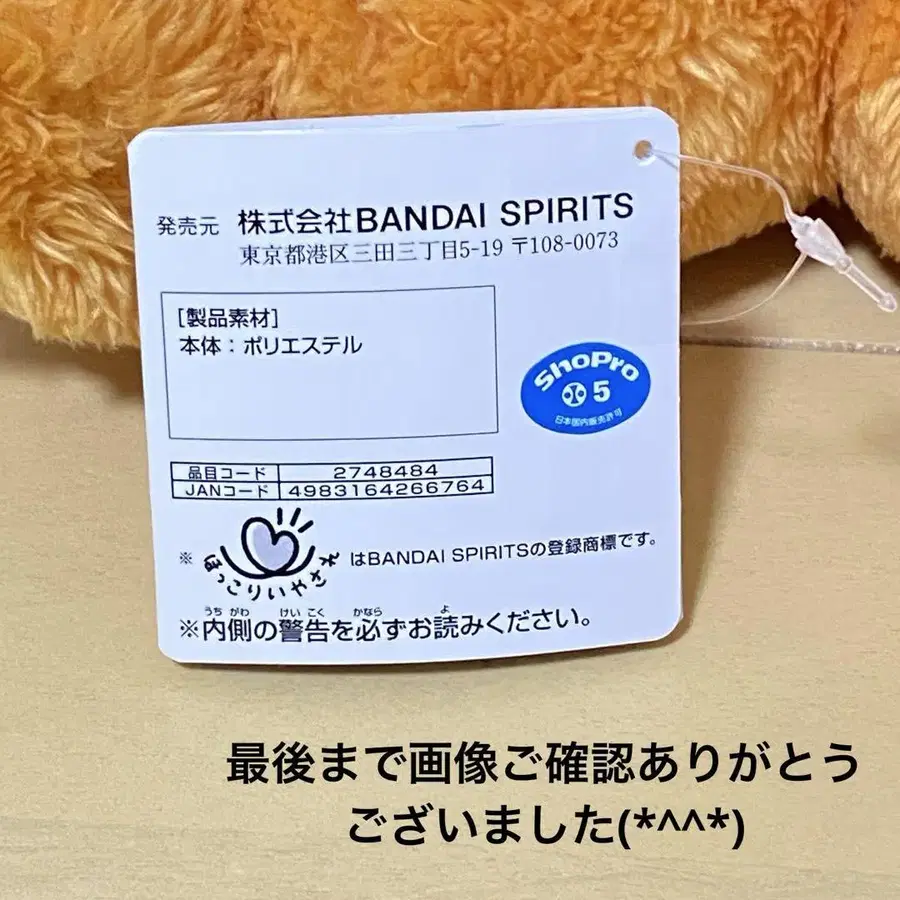 発売元 株式会社BANDAI SPIRITS
東京都港区三田三丁目5-19 〒108-0073
[製品素材]
本体：ポリエステル
ShoPro
5
日本国内販売許可
品目コード 2748484
JANコード 4983164266764
※ ほっこりいやされ はBANDAI SPIRITSの登録商標です。
うち がわ けい こく かなら よ
※内側の警告を必ずお読みください。
最後まで画像ご確認ありがとう
ございました(*^^*)